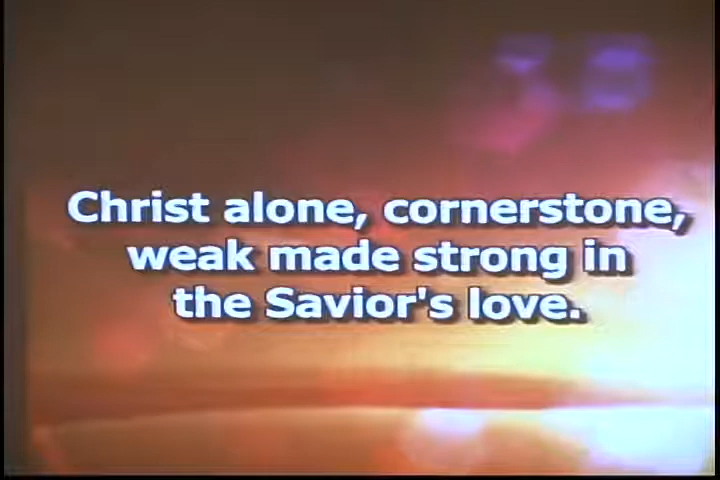 Christ alone, cornerstone,
weak made strong in
the Savior's love.